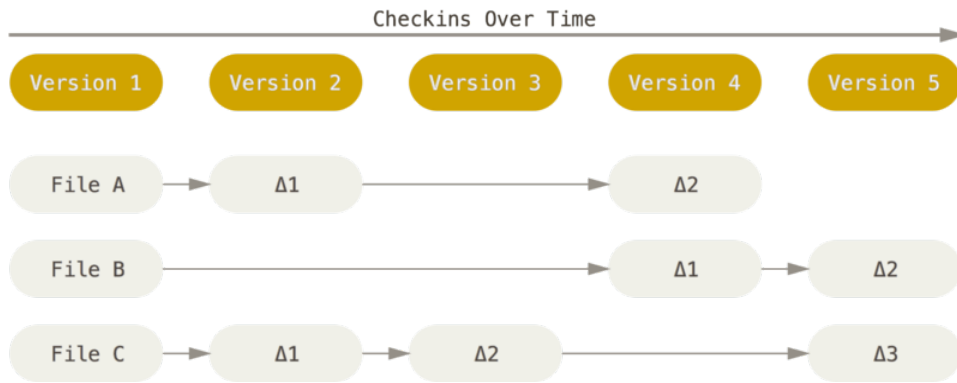 Checkins Over Time
Version 1 Version 2 Version 3 Version 4 Version 5
File A Δ1 Δ2
File B Δ1 Δ2
File C Δ1 Δ2 Δ3